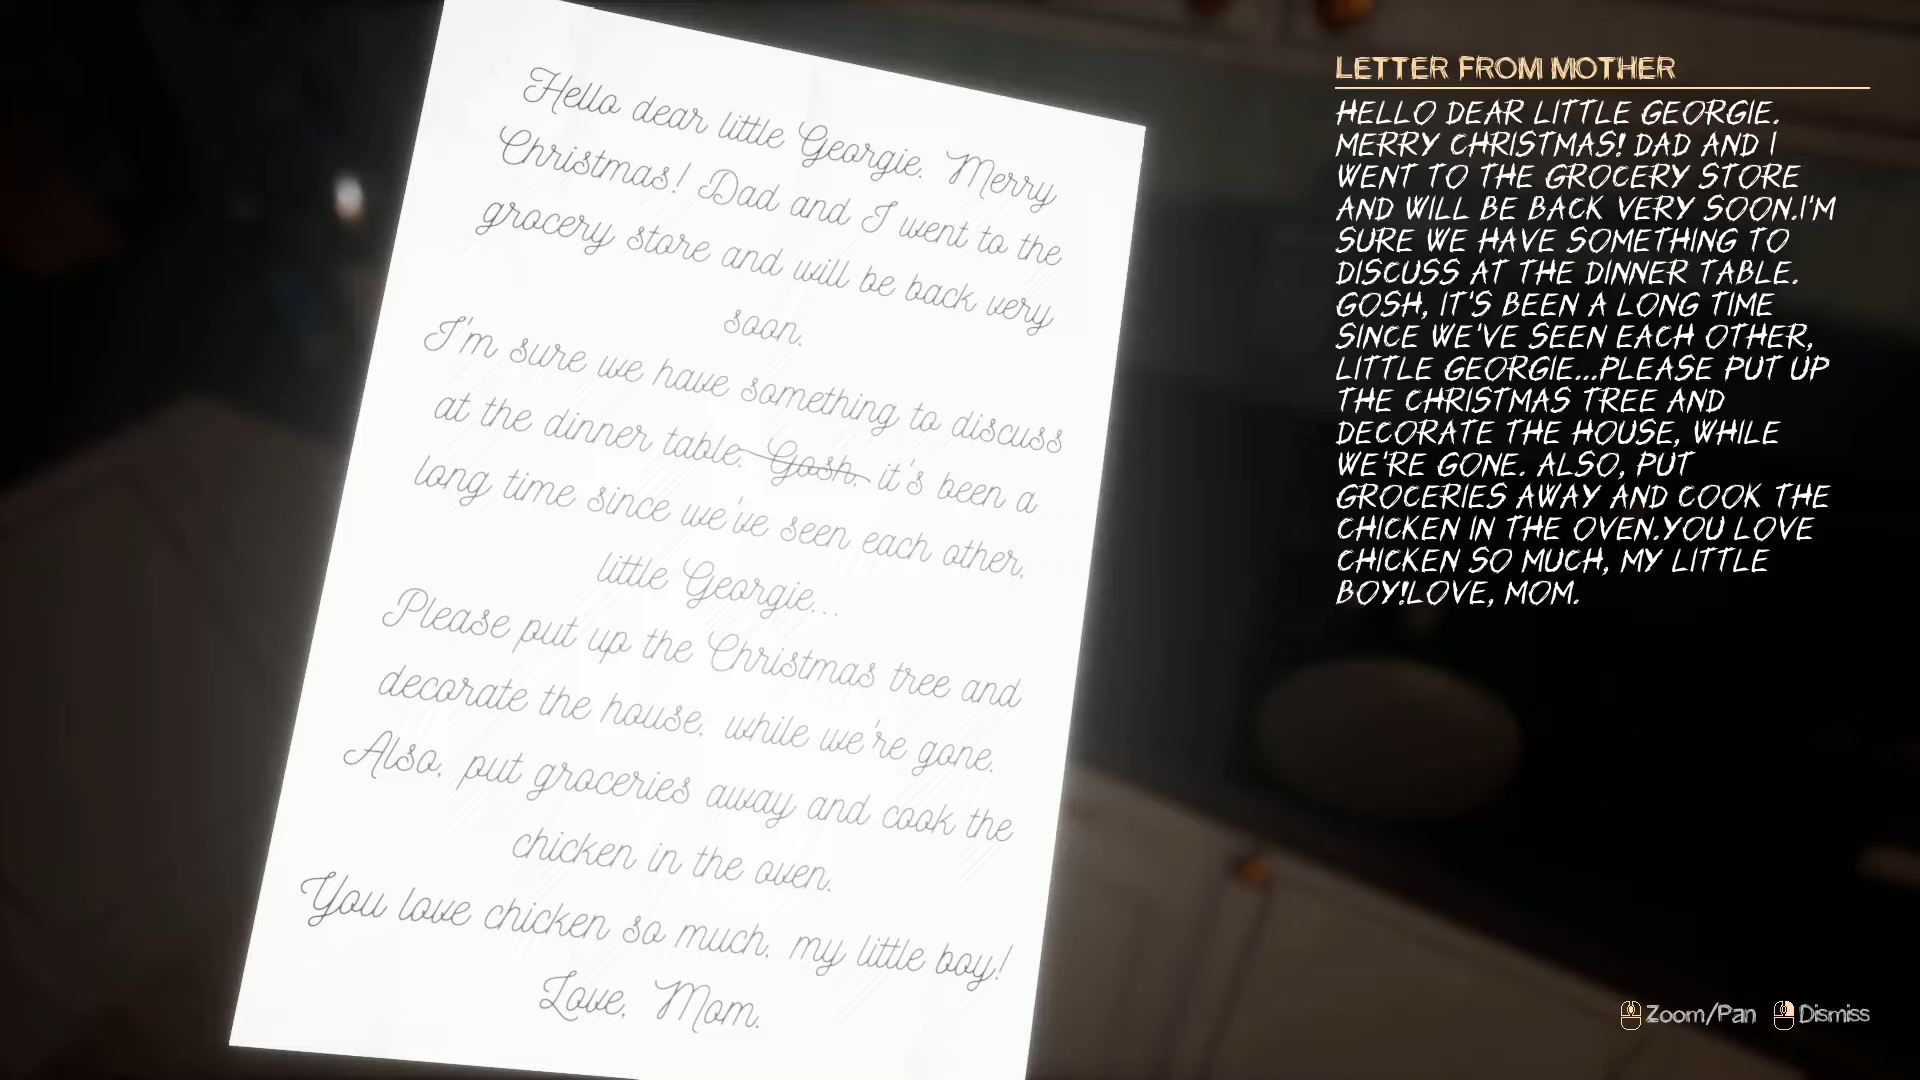 Hello dear little Georgie. Merry
Christmas! Dad and I went to the
grocery store and will be back very
soon.
I'm sure we have something to discuss
at the dinner table. Gosh, it's been a
long time since we've seen each other,
little Georgie...
Please put up the Christmas tree and
decorate the house, while we're gone.
Also, put groceries away and cook the
chicken in the oven.
You love chicken so much, my little boy!
Love, Mom.
LETTER FROM MOTHER
HELLO DEAR LITTLE GEORGIE.
MERRY CHRISTMAS! DAD AND I
WENT TO THE GROCERY STORE
AND WILL BE BACK VERY SOON.I'M
SURE WE HAVE SOMETHING TO
DISCUSS AT THE DINNER TABLE.
GOSH, IT'S BEEN A LONG TIME
SINCE WE'VE SEEN EACH OTHER,
LITTLE GEORGIE...PLEASE PUT UP
THE CHRISTMAS TREE AND
DECORATE THE HOUSE, WHILE
WE'RE GONE. ALSO, PUT
GROCERIES AWAY AND COOK THE
CHICKEN IN THE OVEN.YOU LOVE
CHICKEN SO MUCH, MY LITTLE
BOY!LOVE, MOM.
Zoom/Pan Dismiss